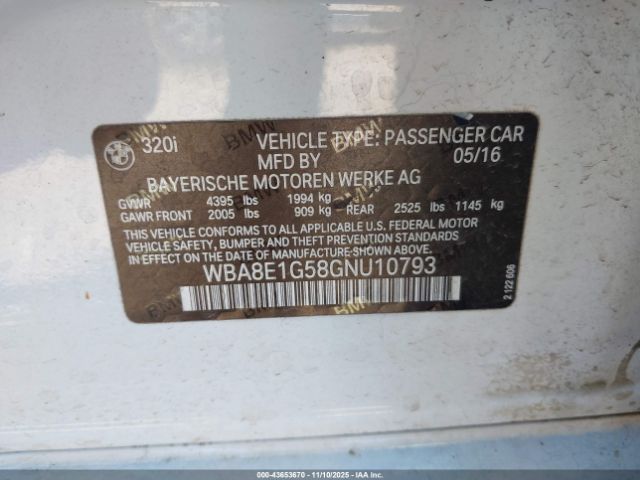 320i VEHICLE TYPE: PASSENGER CAR
MFD BY 05/16
BAYERISCHE MOTOREN WERKE AG
GVWR 4395 lbs 1994 kg
GAWR FRONT 2005 lbs 909 kg - REAR 2525 lbs 1145 kg
THIS VEHICLE CONFORMS TO ALL APPLICABLE U.S. FEDERAL MOTOR
VEHICLE SAFETY, BUMPER AND THEFT PREVENTION STANDARDS
IN EFFECT ON THE DATE OF MANUFACTURE SHOWN ABOVE.
WBA8E1G58GNU10793
2 122 606
000-43653670 - 11/10/2025 - IAAI.COM